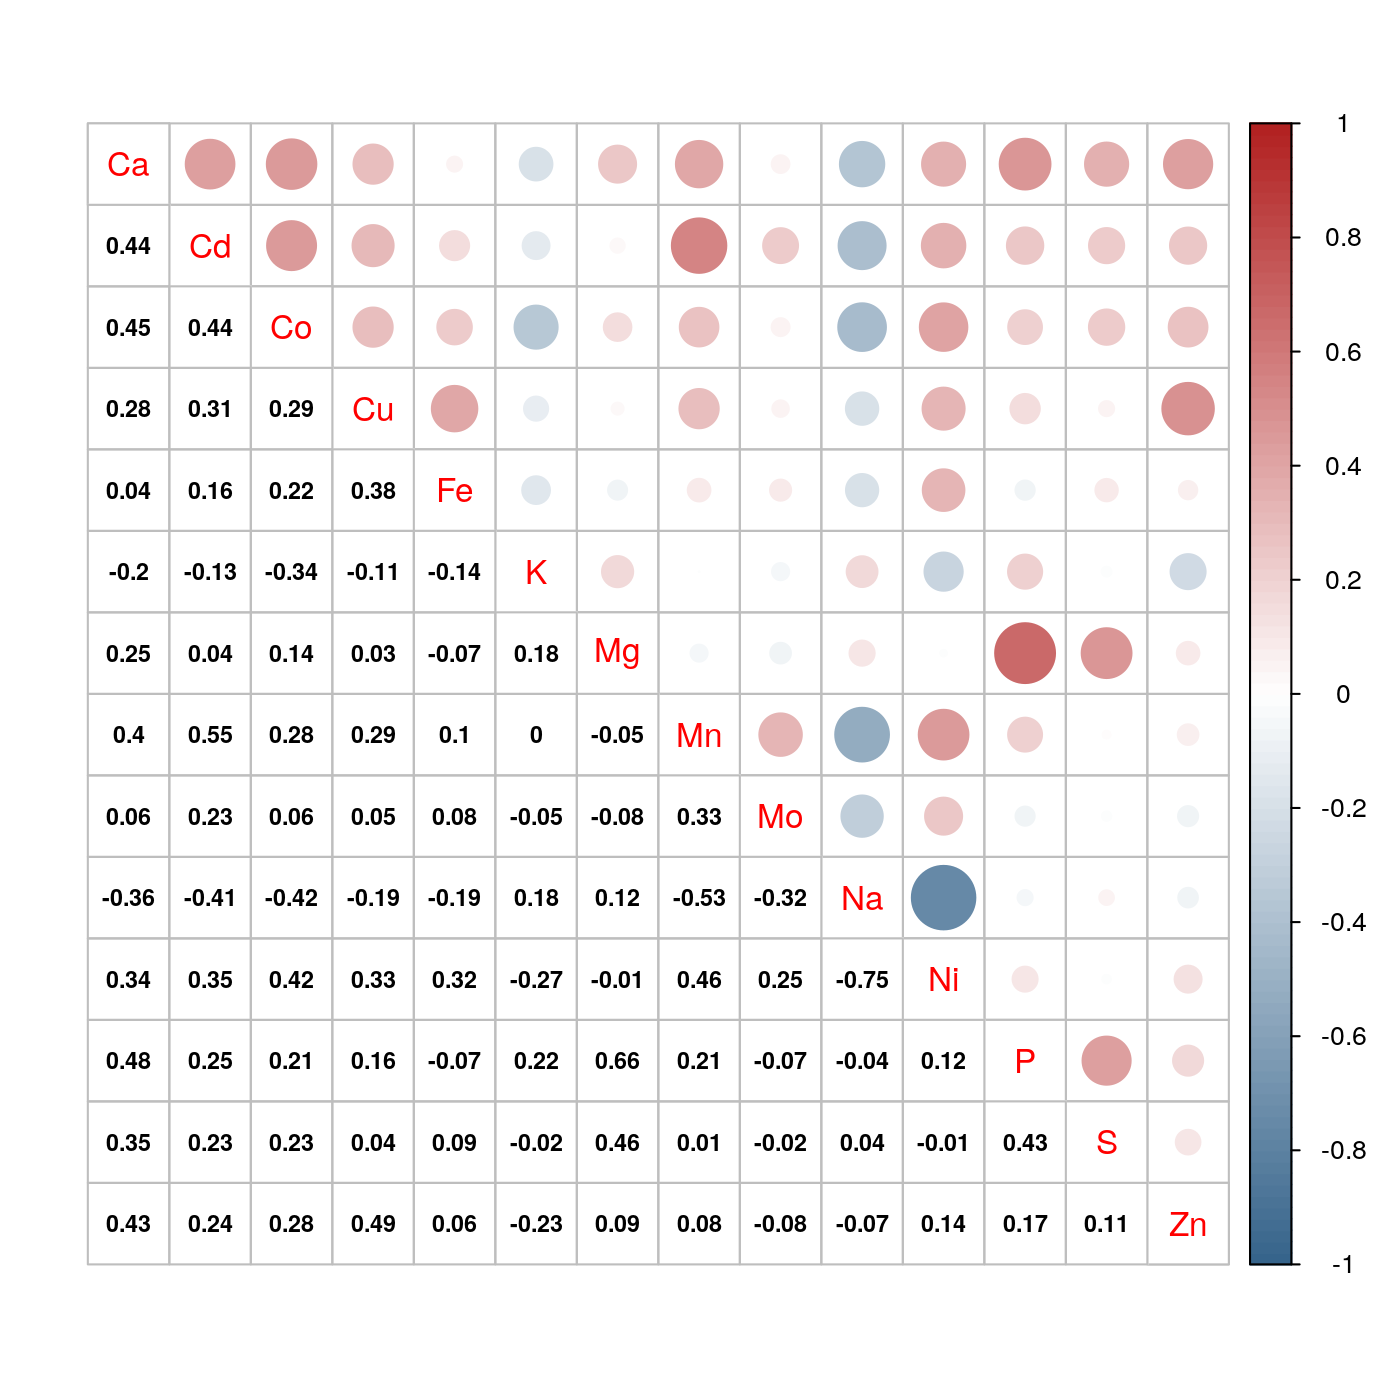 Ca
0.44 Cd
0.45 0.44 Co
0.28 0.31 0.29 Cu
0.04 0.16 0.22 0.38 Fe
-0.2 -0.13 -0.34 -0.11 -0.14 K
0.25 0.04 0.14 0.03 -0.07 0.18 Mg
0.4 0.55 0.28 0.29 0.1 0 -0.05 Mn
0.06 0.23 0.06 0.05 0.08 -0.05 -0.08 0.33 Mo
-0.36 -0.41 -0.42 -0.19 -0.19 0.18 0.12 -0.53 -0.32 Na
0.34 0.35 0.42 0.33 0.32 -0.27 -0.01 0.46 0.25 -0.75 Ni
0.48 0.25 0.21 0.16 -0.07 0.22 0.66 0.21 -0.07 -0.04 0.12 P
0.35 0.23 0.23 0.04 0.09 -0.02 0.46 0.01 -0.02 0.04 -0.01 0.43 S
0.43 0.24 0.28 0.49 0.06 -0.23 0.09 0.08 -0.08 -0.07 0.14 0.17 0.11 Zn
1
0.8
0.6
0.4
0.2
0
-0.2
-0.4
-0.6
-0.8
-1